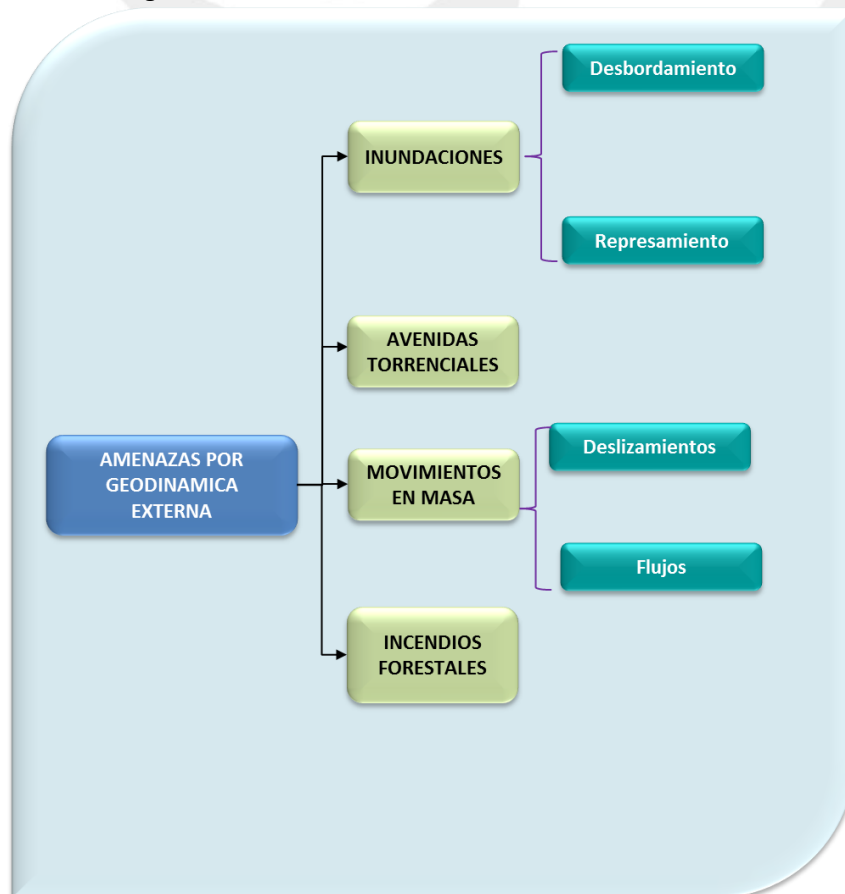 Desbordamiento
INUNDACIONES
Represamiento
AVENIDAS
TORRENCIALES
Deslizamientos
AMENAZAS POR
GEODINAMICA
EXTERNA
MOVIMIENTOS
EN MASA
Flujos
INCENDIOS
FORESTALES